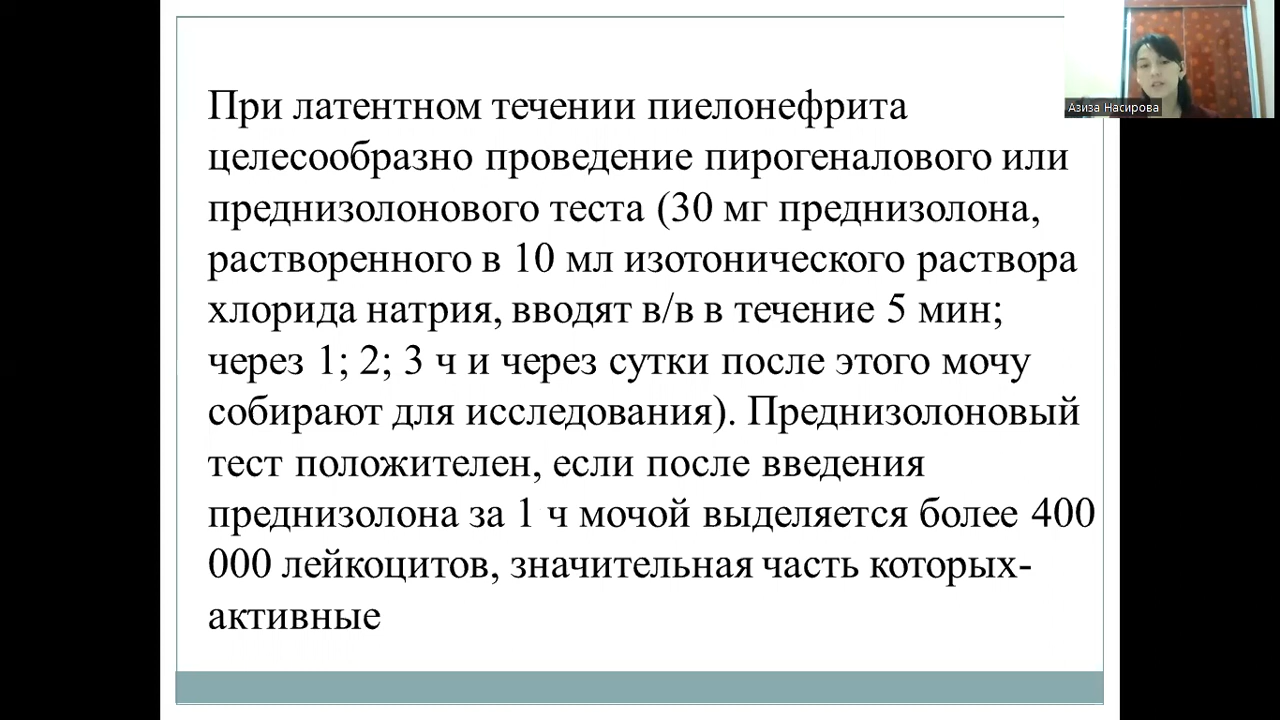 При латентном течении пиелонефрита
целесообразно проведение пирогеналового или
преднизолонового теста (30 мг преднизолона,
растворенного в 10 мл изотонического раствора
хлорида натрия, вводят в/в в течение 5 мин;
через 1; 2; 3 ч и через сутки после этого мочу
собирают для исследования). Преднизолоновый
тест положителен, если после введения
преднизолона за 1 ч мочой выделяется более 400
000 лейкоцитов, значительная часть которых-
активные
Азиза Насирова